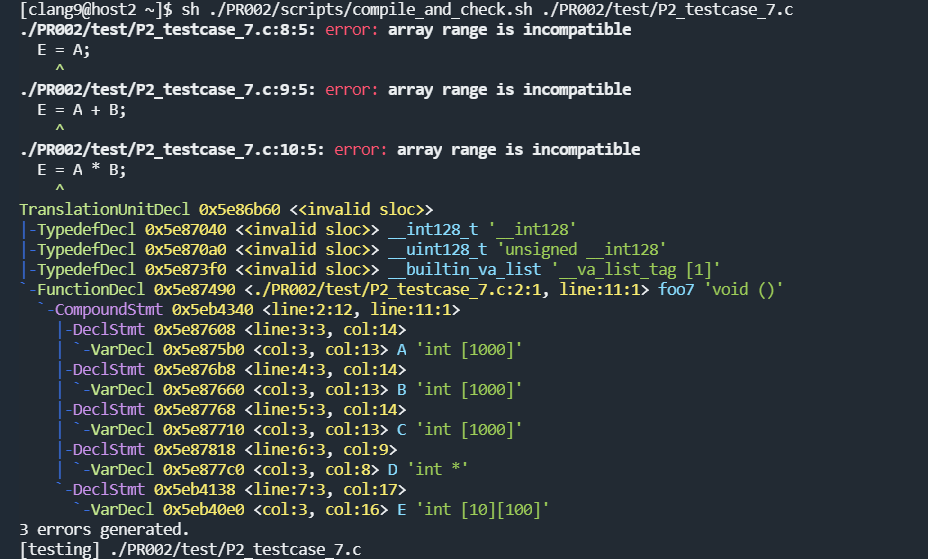 [clang9@host2 ~]$ sh ./PR002/scripts/compile_and_check.sh ./PR002/test/P2_testcase_7.c
./PR002/test/P2_testcase_7.c:8:5: error: array range is incompatible
  E = A;
    ^
./PR002/test/P2_testcase_7.c:9:5: error: array range is incompatible
  E = A + B;
    ^
./PR002/test/P2_testcase_7.c:10:5: error: array range is incompatible
  E = A * B;
    ^
TranslationUnitDecl 0x5e86b60 <<invalid sloc>>
|-TypedefDecl 0x5e87040 <<invalid sloc>> __int128_t '__int128'
|-TypedefDecl 0x5e870a0 <<invalid sloc>> __uint128_t 'unsigned __int128'
|-TypedefDecl 0x5e873f0 <<invalid sloc>> __builtin_va_list '__va_list_tag [1]'
`-FunctionDecl 0x5e87490 <./PR002/test/P2_testcase_7.c:2:1, line:11:1> foo7 'void ()'
  `-CompoundStmt 0x5eb4340 <line:2:12, line:11:1>
    |-DeclStmt 0x5e87608 <line:3:3, col:14>
    | `-VarDecl 0x5e875b0 <col:3, col:13> A 'int [1000]'
    |-DeclStmt 0x5e876b8 <line:4:3, col:14>
    | `-VarDecl 0x5e87660 <col:3, col:13> B 'int [1000]'
    |-DeclStmt 0x5e87768 <line:5:3, col:14>
    | `-VarDecl 0x5e87710 <col:3, col:13> C 'int [1000]'
    |-DeclStmt 0x5e87818 <line:6:3, col:9>
    | `-VarDecl 0x5e877c0 <col:3, col:8> D 'int *'
    `-DeclStmt 0x5eb4138 <line:7:3, col:17>
      `-VarDecl 0x5eb40e0 <col:3, col:16> E 'int [10][100]'
3 errors generated.
[testing] ./PR002/test/P2_testcase_7.c